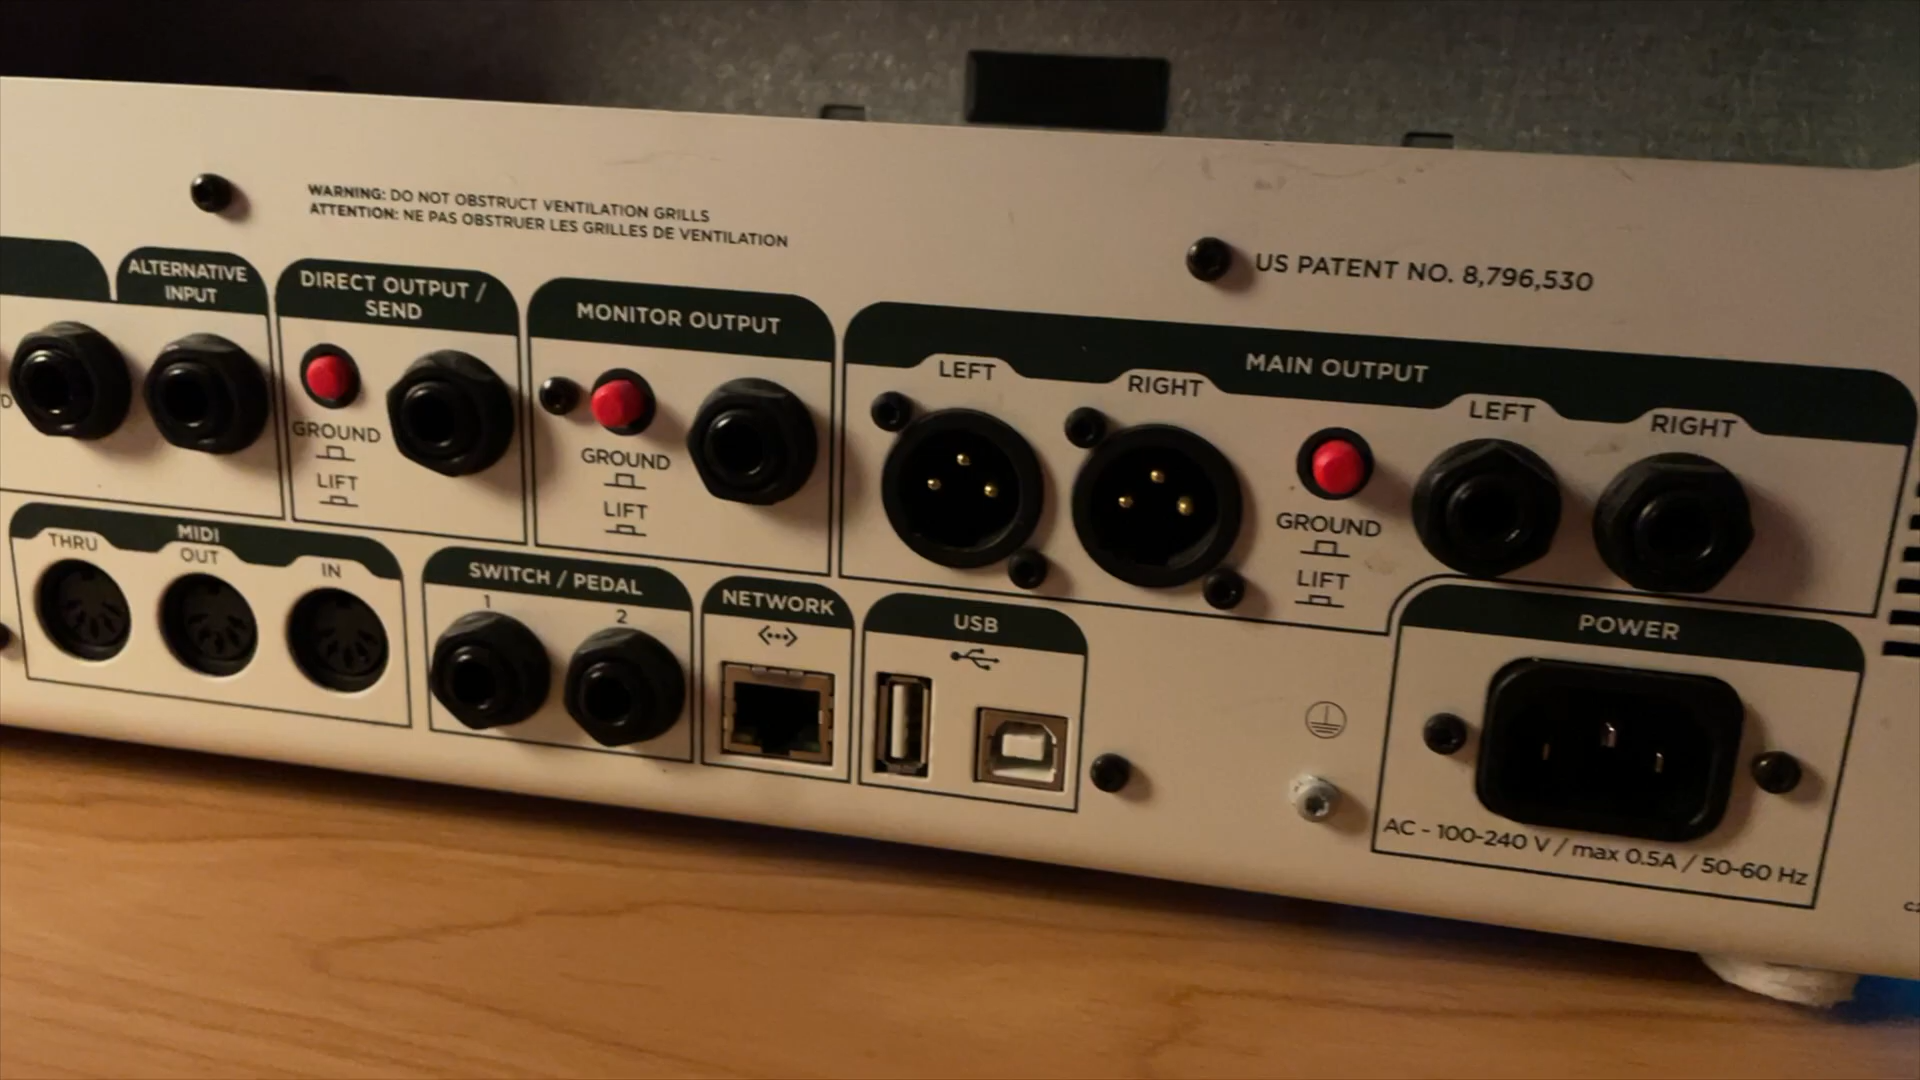 WARNING: DO NOT OBSTRUCT VENTILATION GRILLS
ATTENTION: NE PAS OBSTRUER LES GRILLES DE VENTILATION
US PATENT NO. 8,796,530
ALTERNATIVE
INPUT
DIRECT OUTPUT /
SEND
GROUND
LIFT
MONITOR OUTPUT
GROUND
LIFT
MAIN OUTPUT
LEFT
RIGHT
GROUND
LIFT
LEFT
RIGHT
MIDI
THRU
OUT
IN
SWITCH / PEDAL
1
2
NETWORK
USB
POWER
AC - 100-240 V / max 0.5A / 50-60 Hz